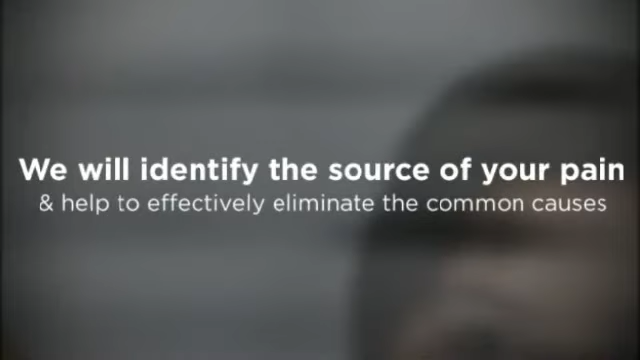 We will identify the source of your pain
& help to effectively eliminate the common causes